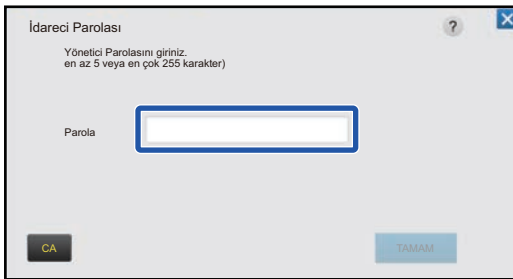 İdareci Parolası
?
Yönetici Parolasını giriniz.
en az 5 veya en çok 255 karakter)
Parola
CA
TAMAM